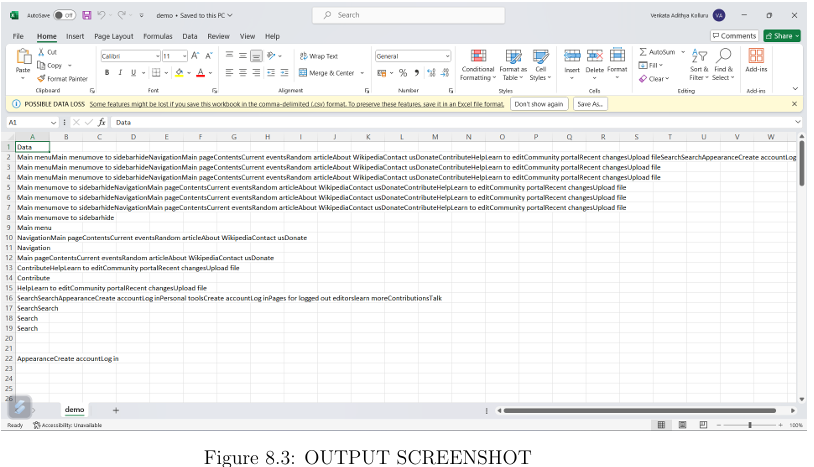 AutoSave Off demo • Saved to this PC Search Venkata Adithya Kolluru VA
File Home Insert Page Layout Formulas Data Review View Help Comments Share
Paste Cut Copy Format Painter Clipboard
Calibri 11 A A B I U A Font
Wrap Text Merge & Center Alignment
General % Number
Conditional Formatting Format as Table Cell Styles Styles
Insert Delete Format Cells
AutoSum Fill Clear Sort & Filter Find & Select Editing
Add-ins Add-ins
POSSIBLE DATA LOSS Some features might be lost if you save this workbook in the comma-delimited (.csv) format. To preserve these features, save it in an Excel file format. Don't show again Save As...
A1 fx Data
A B C D E F G H I J K L M N O P Q R S T U V W
1 Data
2 Main menuMain menumove to sidebarhideNavigationMain pageContentsCurrent eventsRandom articleAbout WikipediaContact usDonateContributeHelpLearn to editCommunity portalRecent changesUpload fileSearchSearchAppearanceCreate accountLog
3 Main menuMain menumove to sidebarhideNavigationMain pageContentsCurrent eventsRandom articleAbout WikipediaContact usDonateContributeHelpLearn to editCommunity portalRecent changesUpload file
4 Main menuMain menumove to sidebarhideNavigationMain pageContentsCurrent eventsRandom articleAbout WikipediaContact usDonateContributeHelpLearn to editCommunity portalRecent changesUpload file
5 Main menumove to sidebarhideNavigationMain pageContentsCurrent eventsRandom articleAbout WikipediaContact usDonateContributeHelpLearn to editCommunity portalRecent changesUpload file
6 Main menumove to sidebarhideNavigationMain pageContentsCurrent eventsRandom articleAbout WikipediaContact usDonateContributeHelpLearn to editCommunity portalRecent changesUpload file
7 Main menumove to sidebarhideNavigationMain pageContentsCurrent eventsRandom articleAbout WikipediaContact usDonateContributeHelpLearn to editCommunity portalRecent changesUpload file
8 Main menumove to sidebarhide
9 Main menu
10 NavigationMain pageContentsCurrent eventsRandom articleAbout WikipediaContact usDonate
11 Navigation
12 Main pageContentsCurrent eventsRandom articleAbout WikipediaContact usDonate
13 ContributeHelpLearn to editCommunity portalRecent changesUpload file
14 Contribute
15 HelpLearn to editCommunity portalRecent changesUpload file
16 SearchSearchAppearanceCreate accountLog inPersonal toolsCreate accountLog inPages for logged out editorslearn moreContributionsTalk
17 SearchSearch
18 Search
19 Search
20
21
22 AppearanceCreate accountLog in
23
24
25
26
demo +
Ready Accessibility: Unavailable 100%
Figure 8.3: OUTPUT SCREENSHOT